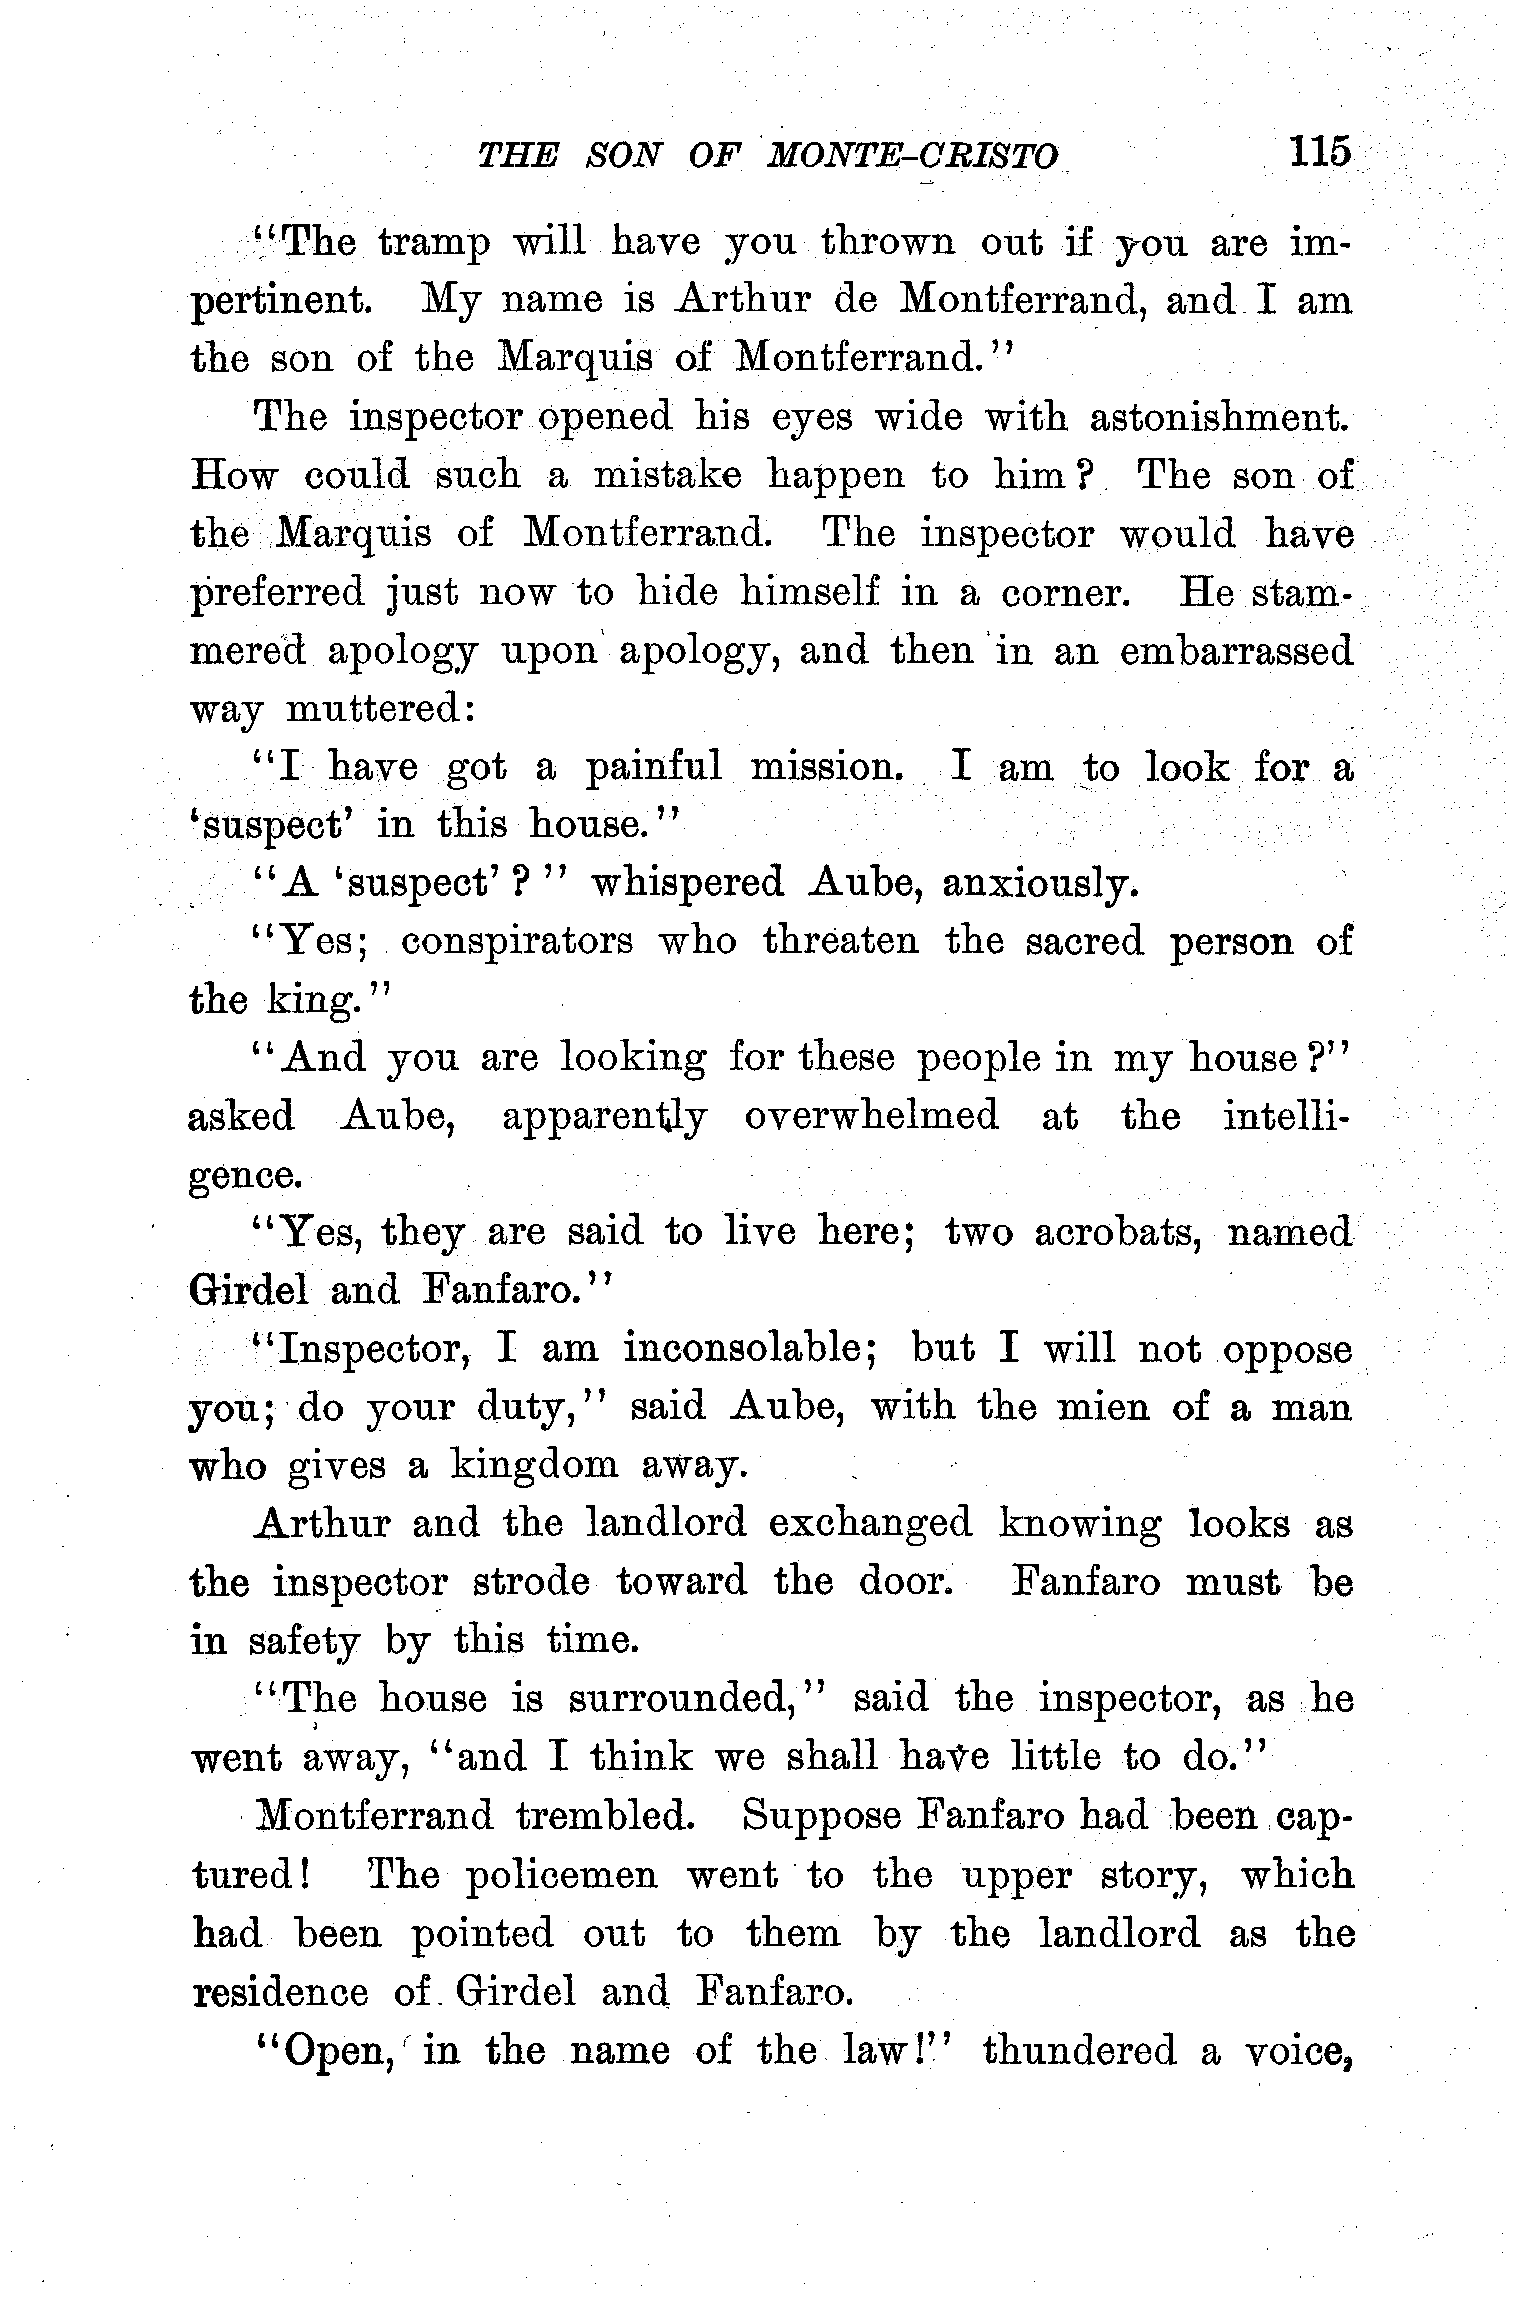 THE SON OF MONTE-CRISTO 115
"The tramp will have you thrown out if you are im-
pertinent. My name is Arthur de Montferrand, and I am
the son of the Marquis of Montferrand."
The inspector opened his eyes wide with astonishment.
How could such a mistake happen to him? The son of
the Marquis of Montferrand. The inspector would have
preferred just now to hide himself in a corner. He stam-
mered apology upon apology, and then in an embarrassed
way muttered:
"I have got a painful mission. I am to look for a
'suspect' in this house."
"A 'suspect'?" whispered Aube, anxiously.
"Yes; conspirators who threaten the sacred person of
the king."
"And you are looking for these people in my house?"
asked Aube, apparently overwhelmed at the intelli-
gence.
"Yes, they are said to live here; two acrobats, named
Girdel and Fanfaro."
"Inspector, I am inconsolable; but I will not oppose
you; do your duty," said Aube, with the mien of a man
who gives a kingdom away.
Arthur and the landlord exchanged knowing looks as
the inspector strode toward the door. Fanfaro must be
in safety by this time.
"The house is surrounded," said the inspector, as he
went away, "and I think we shall have little to do."
Montferrand trembled. Suppose Fanfaro had been cap-
tured! The policemen went to the upper story, which
had been pointed out to them by the landlord as the
residence of Girdel and Fanfaro.
"Open, in the name of the law!" thundered a voice,